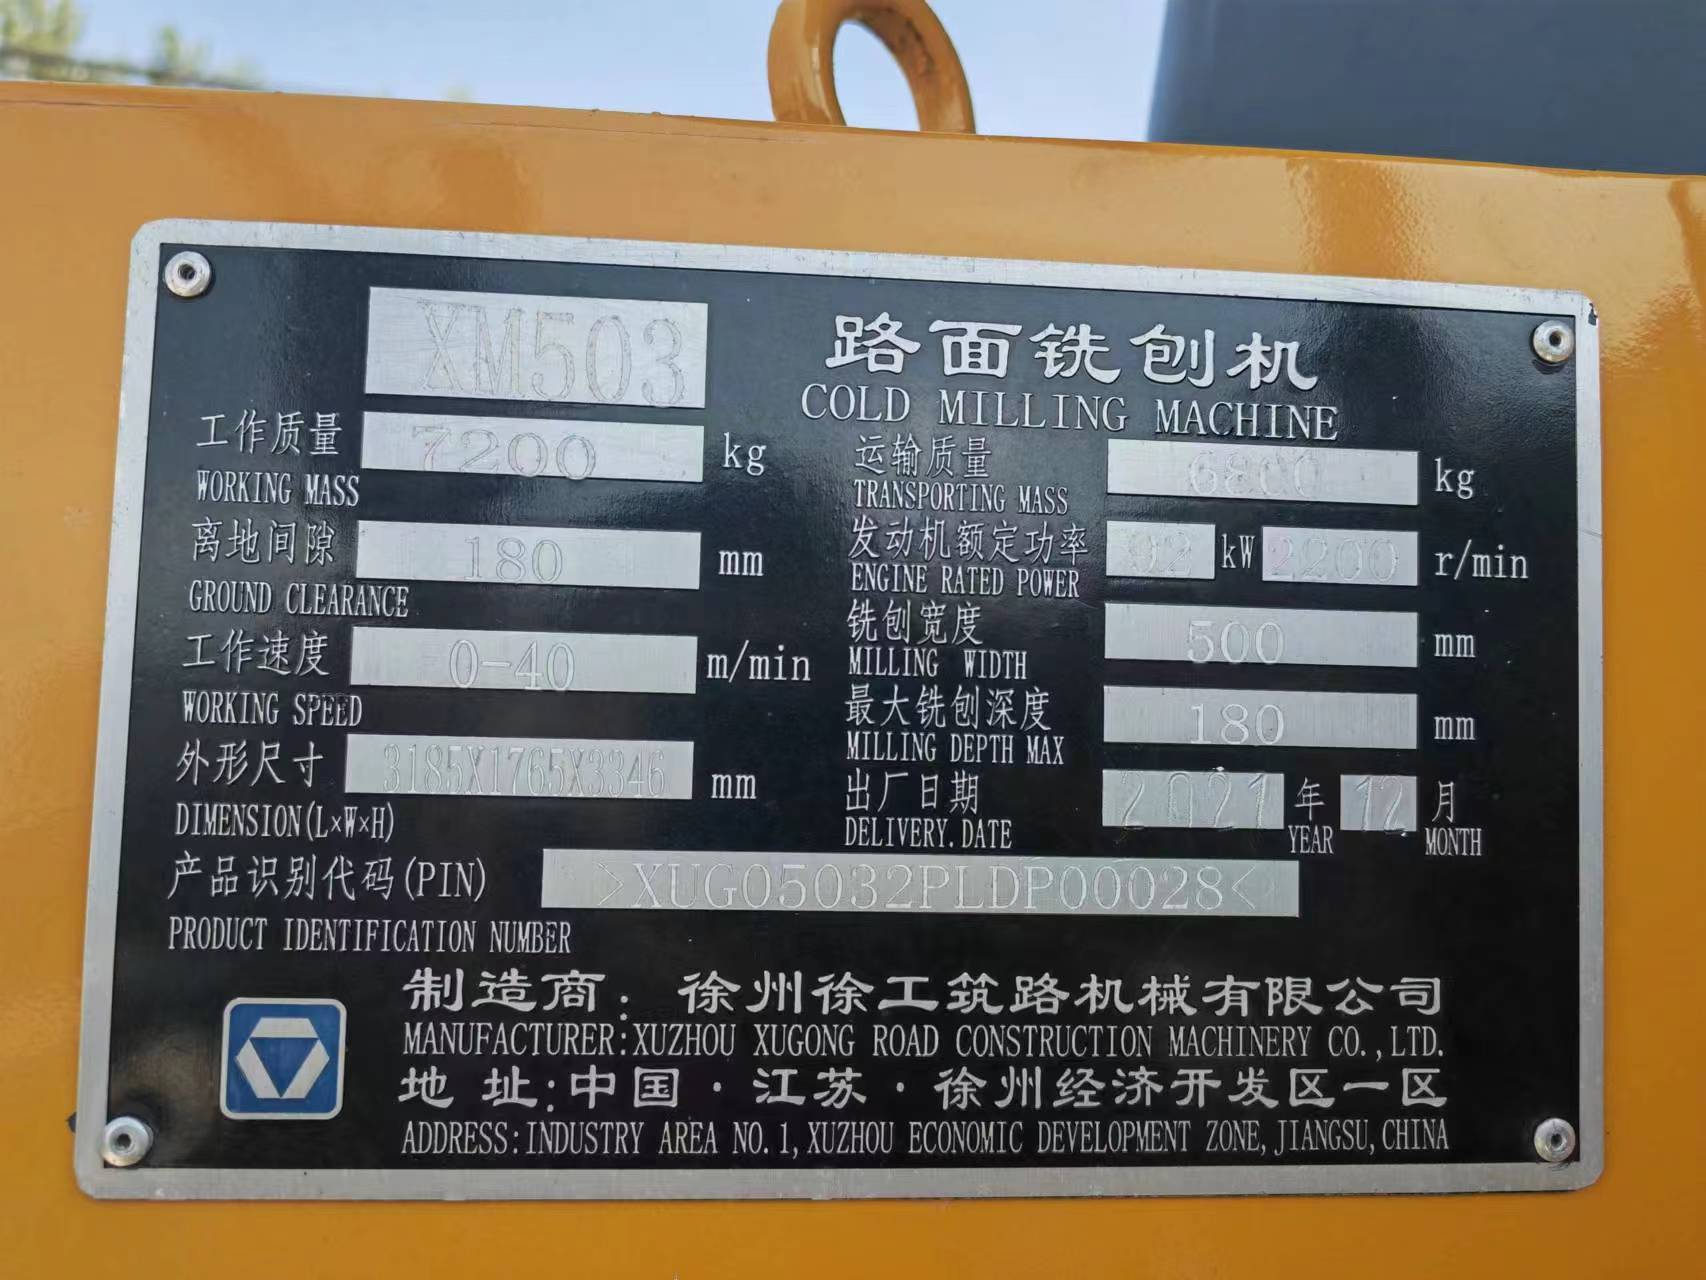 XM503
路面铣刨机
COLD MILLING MACHINE
工作质量 7200 kg
WORKING MASS
运输质量 6800 kg
TRANSPORTING MASS
离地间隙 180 mm
GROUND CLEARANCE
发动机额定功率 92 kW 2200 r/min
ENGINE RATED POWER
工作速度 0-40 m/min
WORKING SPEED
铣刨宽度 500 mm
MILLING WIDTH
外形尺寸 3185X1765X3346 mm
DIMENSION(L×W×H)
最大铣刨深度 180 mm
MILLING DEPTH MAX
出厂日期 2021 年 12 月
DELIVERY.DATE YEAR MONTH
产品识别代码(PIN) >XUG05032PLDP00028<
PRODUCT IDENTIFICATION NUMBER
制造商：徐州徐工筑路机械有限公司
MANUFACTURER:XUZHOU XUGONG ROAD CONSTRUCTION MACHINERY CO.,LTD.
地 址:中国·江苏·徐州经济开发区一区
ADDRESS:INDUSTRY AREA NO.1,XUZHOU ECONOMIC DEVELOPMENT ZONE,JIANGSU,CHINA